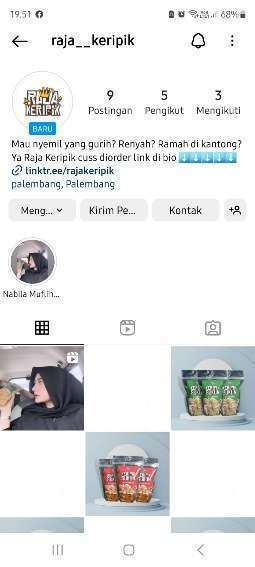 19.51
68%
raja__keripik
RAJA KERIPIK
BARU
9 5 3
Postingan Pengikut Mengikuti
Mau nyemil yang gurih? Renyah? Ramah di kantong?
Ya Raja Keripik cuss diorder link di bio ⬇️⬇️⬇️⬇️⬇️
linktr.ee/rajakeripik
palembang, Palembang
Meng... Kirim Pe... Kontak
Nabila Muflih...